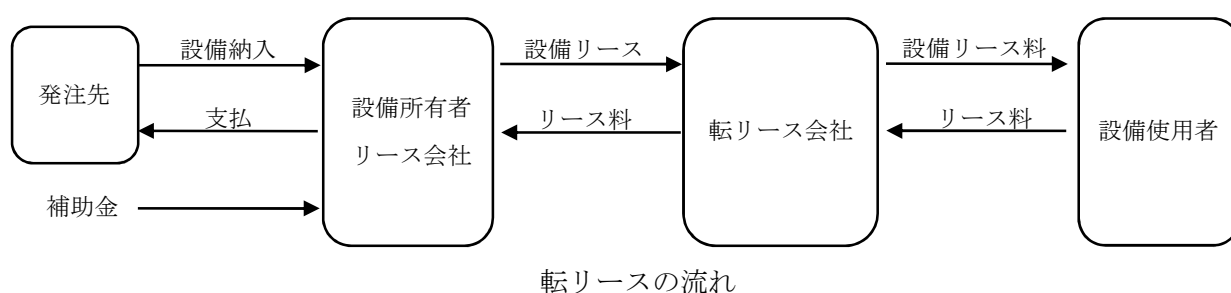 設備納入
設備リース
設備リース料
発注先
支払
設備所有者
リース会社
リース料
転リース会社
リース料
設備使用者
補助金
転リースの流れ